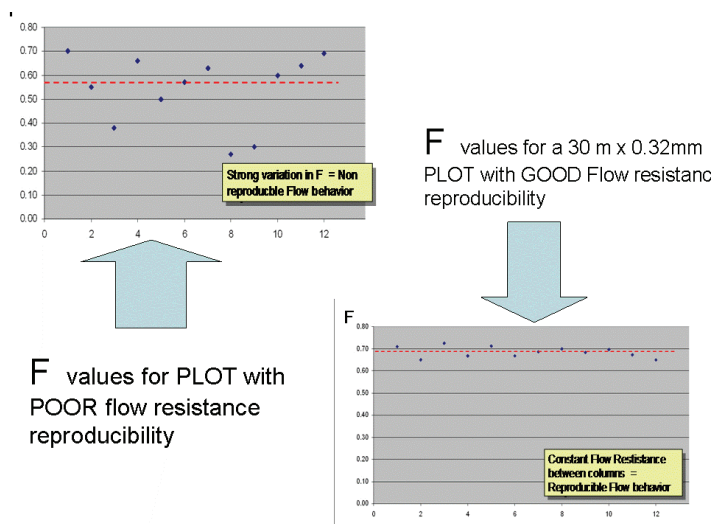 0.80
0.70
0.60
0.50
0.40
0.30
0.20
0.10
0.00
0 2 4 6 8 10 12
Strong variation in F = Non
reproducible Flow behavior
F values for a 30 m x 0.32mm
PLOT with GOOD Flow resistanc
reproducibility
F values for PLOT with
POOR flow resistance
reproducibility
F
0.80
0.70
0.60
0.50
0.40
0.30
0.20
0.10
0.00
0 2 4 6 8 10 12
Constant Flow Restistance
between columns =
Reproducible Flow behavior